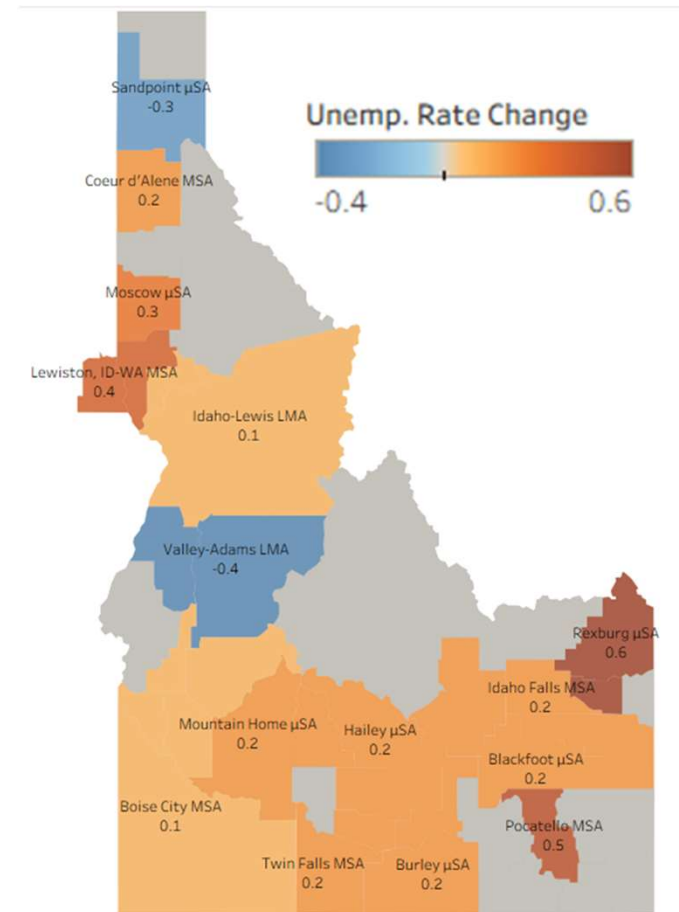 Sandpoint µSA
-0.3
Unemp. Rate Change
-0.4
0.6
Coeur d'Alene MSA
0.2
Moscow µSA
0.3
Lewiston, ID-WA MSA
0.4
Idaho-Lewis LMA
0.1
Valley-Adams LMA
-0.4
Rexburg µSA
0.6
Idaho Falls MSA
0.2
Mountain Home µSA
0.2
Hailey µSA
0.2
Blackfoot µSA
0.2
Boise City MSA
0.1
Pocatello MSA
0.5
Twin Falls MSA
0.2
Burley µSA
0.2